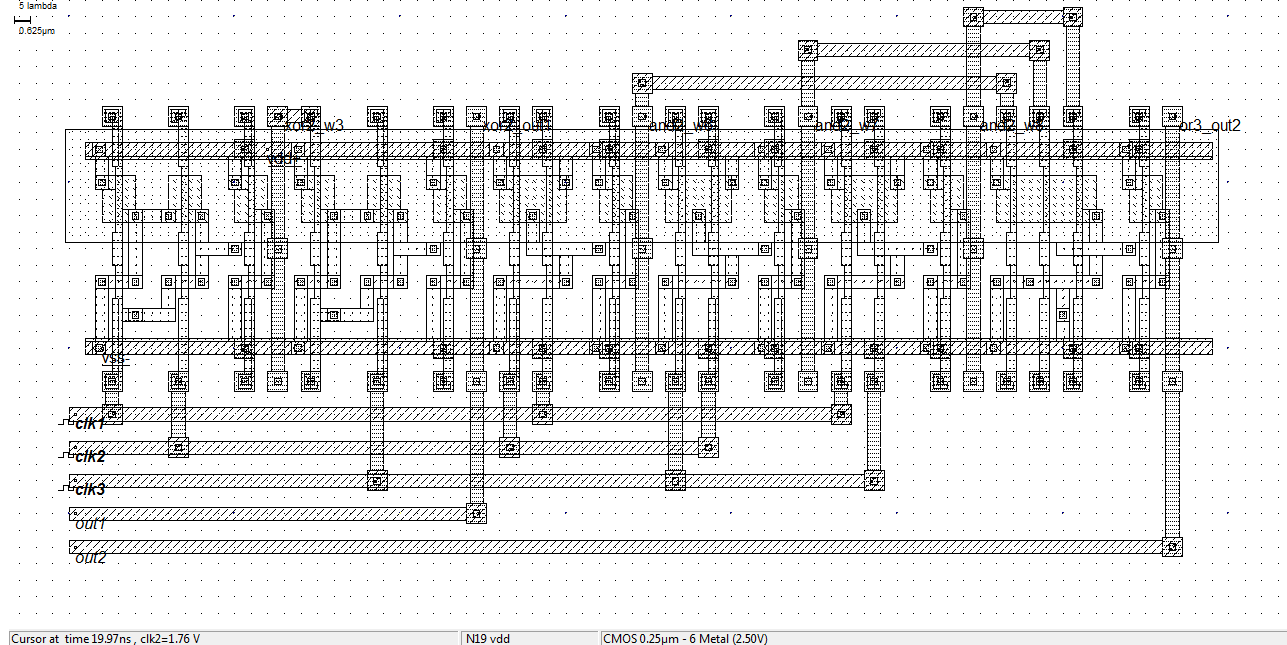 5 lambda
0.625µm
xor2_w3
xor2_out1
and2_w6
and2_w7
and2_w8
or3_out2
vdd+
vss-
clk1
clk2
clk3
out1
out2
Cursor at time 19.97ns , clk2=1.76 V
N19 vdd
CMOS 0.25µm - 6 Metal (2.50V)